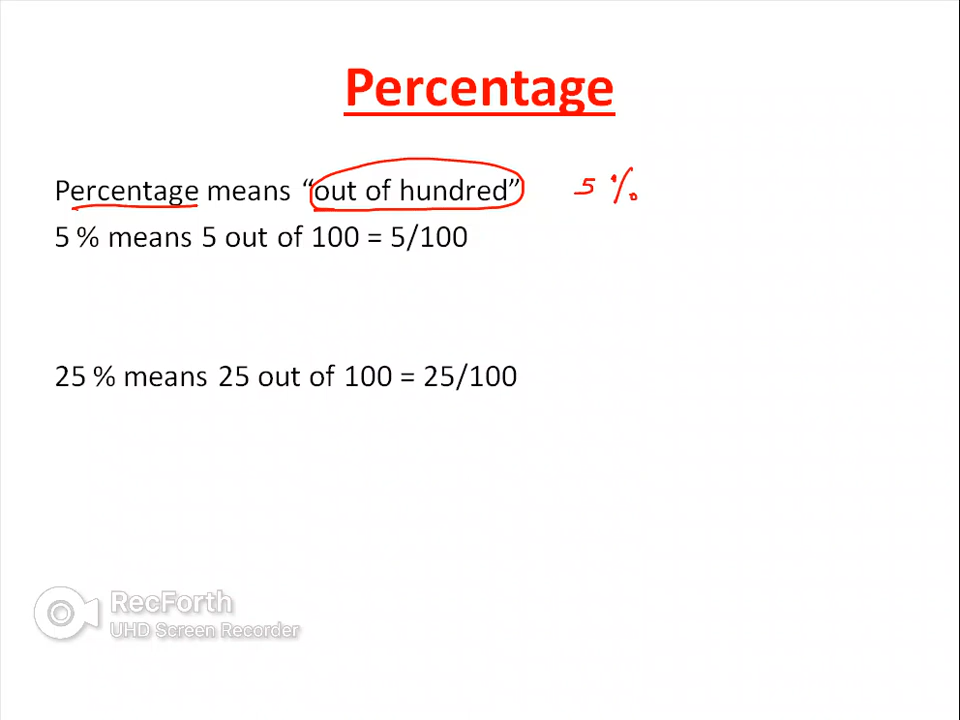 Percentage
Percentage means “out of hundred” 5 %
5 % means 5 out of 100 = 5/100
25 % means 25 out of 100 = 25/100
RecForth
UHD Screen Recorder